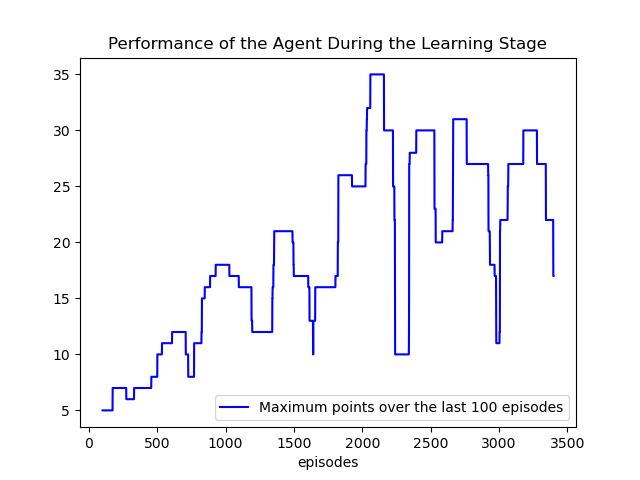 Performance of the Agent During the Learning Stage
35
30
25
20
15
10
5
Maximum points over the last 100 episodes
0 500 1000 1500 2000 2500 3000 3500
episodes